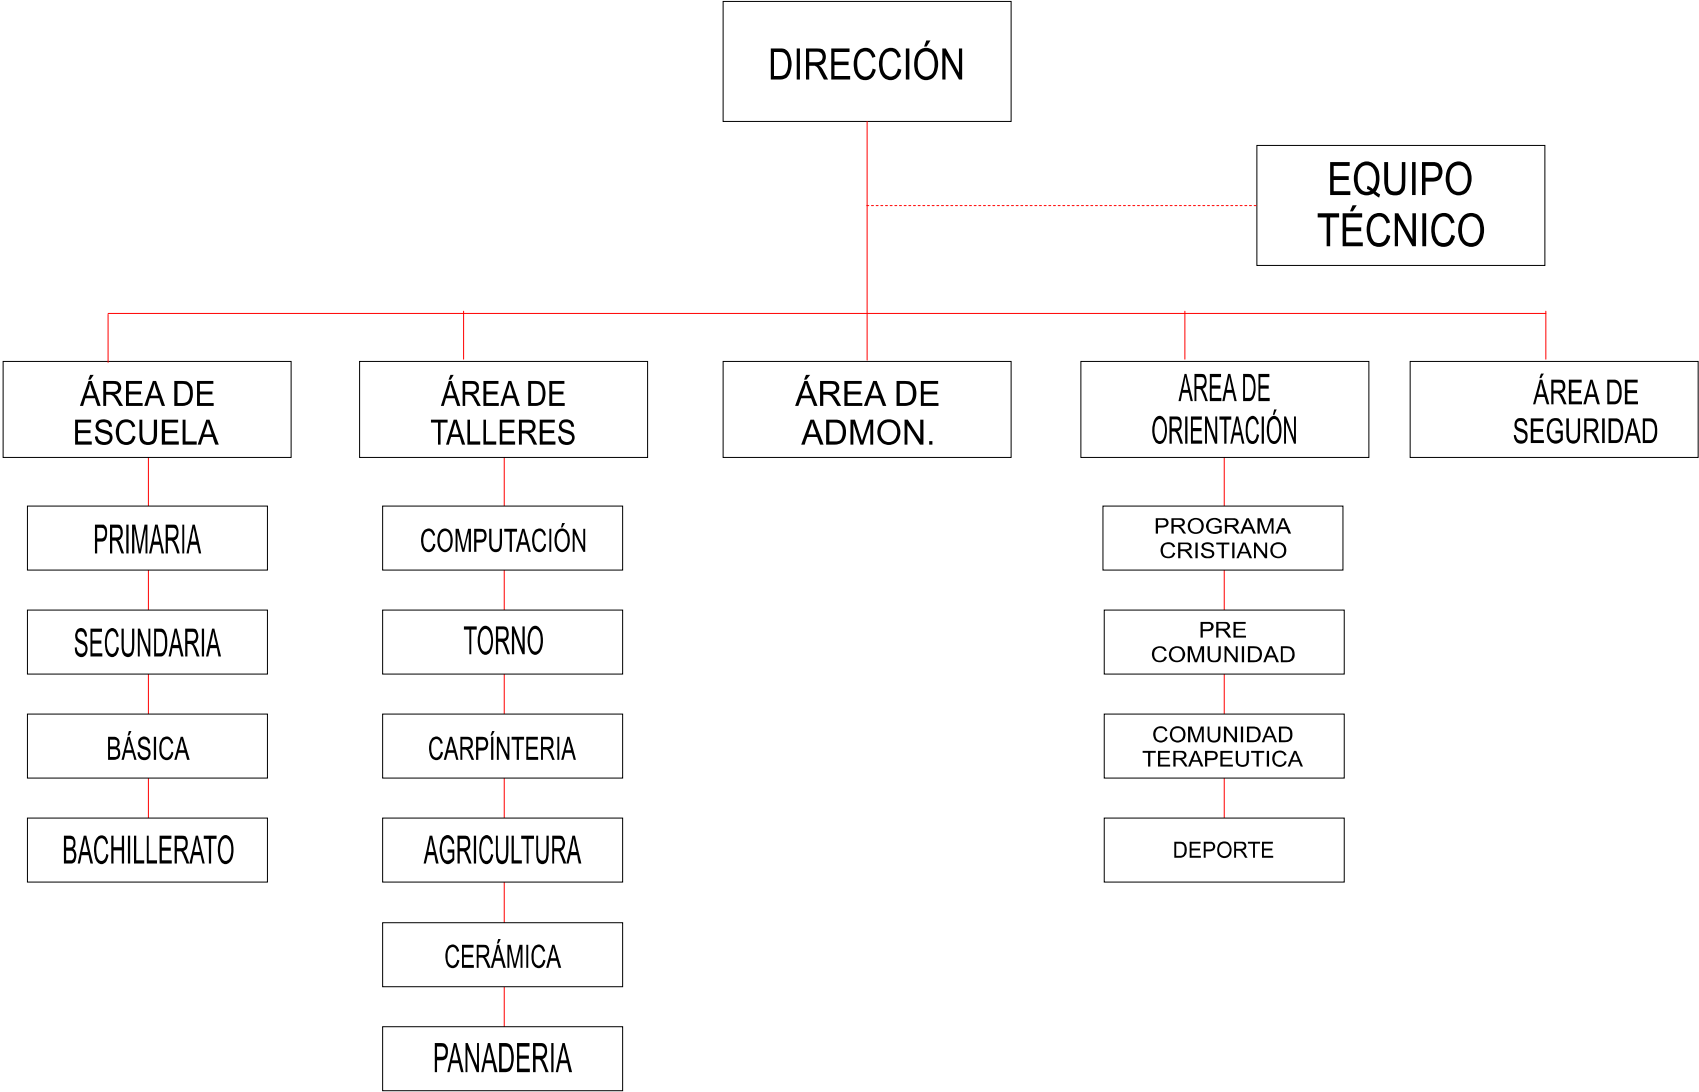 DIRECCIÓN
EQUIPO
TÉCNICO
ÁREA DE
ESCUELA
ÁREA DE
TALLERES
ÁREA DE
ADMON.
AREA DE
ORIENTACIÓN
ÁREA DE
SEGURIDAD
PRIMARIA
SECUNDARIA
BÁSICA
BACHILLERATO
COMPUTACIÓN
TORNO
CARPÍNTERIA
AGRICULTURA
CERÁMICA
PANADERIA
PROGRAMA
CRISTIANO
PRE
COMUNIDAD
COMUNIDAD
TERAPEUTICA
DEPORTE